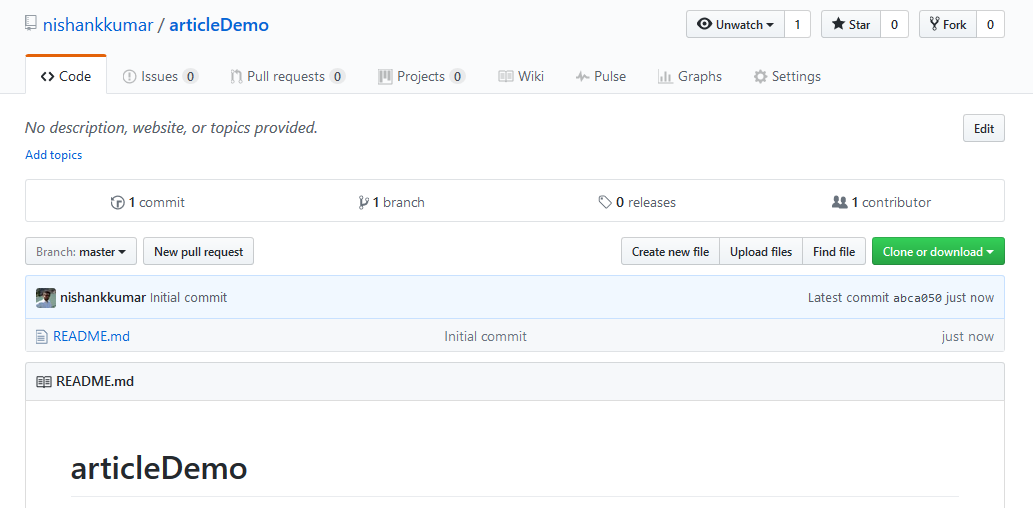 nishankkumar / articleDemo Unwatch 1 Star 0 Fork 0
Code Issues 0 Pull requests 0 Projects 0 Wiki Pulse Graphs Settings
No description, website, or topics provided. Edit
Add topics
1 commit 1 branch 0 releases 1 contributor
Branch: master New pull request Create new file Upload files Find file Clone or download
nishankkumar Initial commit Latest commit abca050 just now
README.md Initial commit just now
README.md
articleDemo